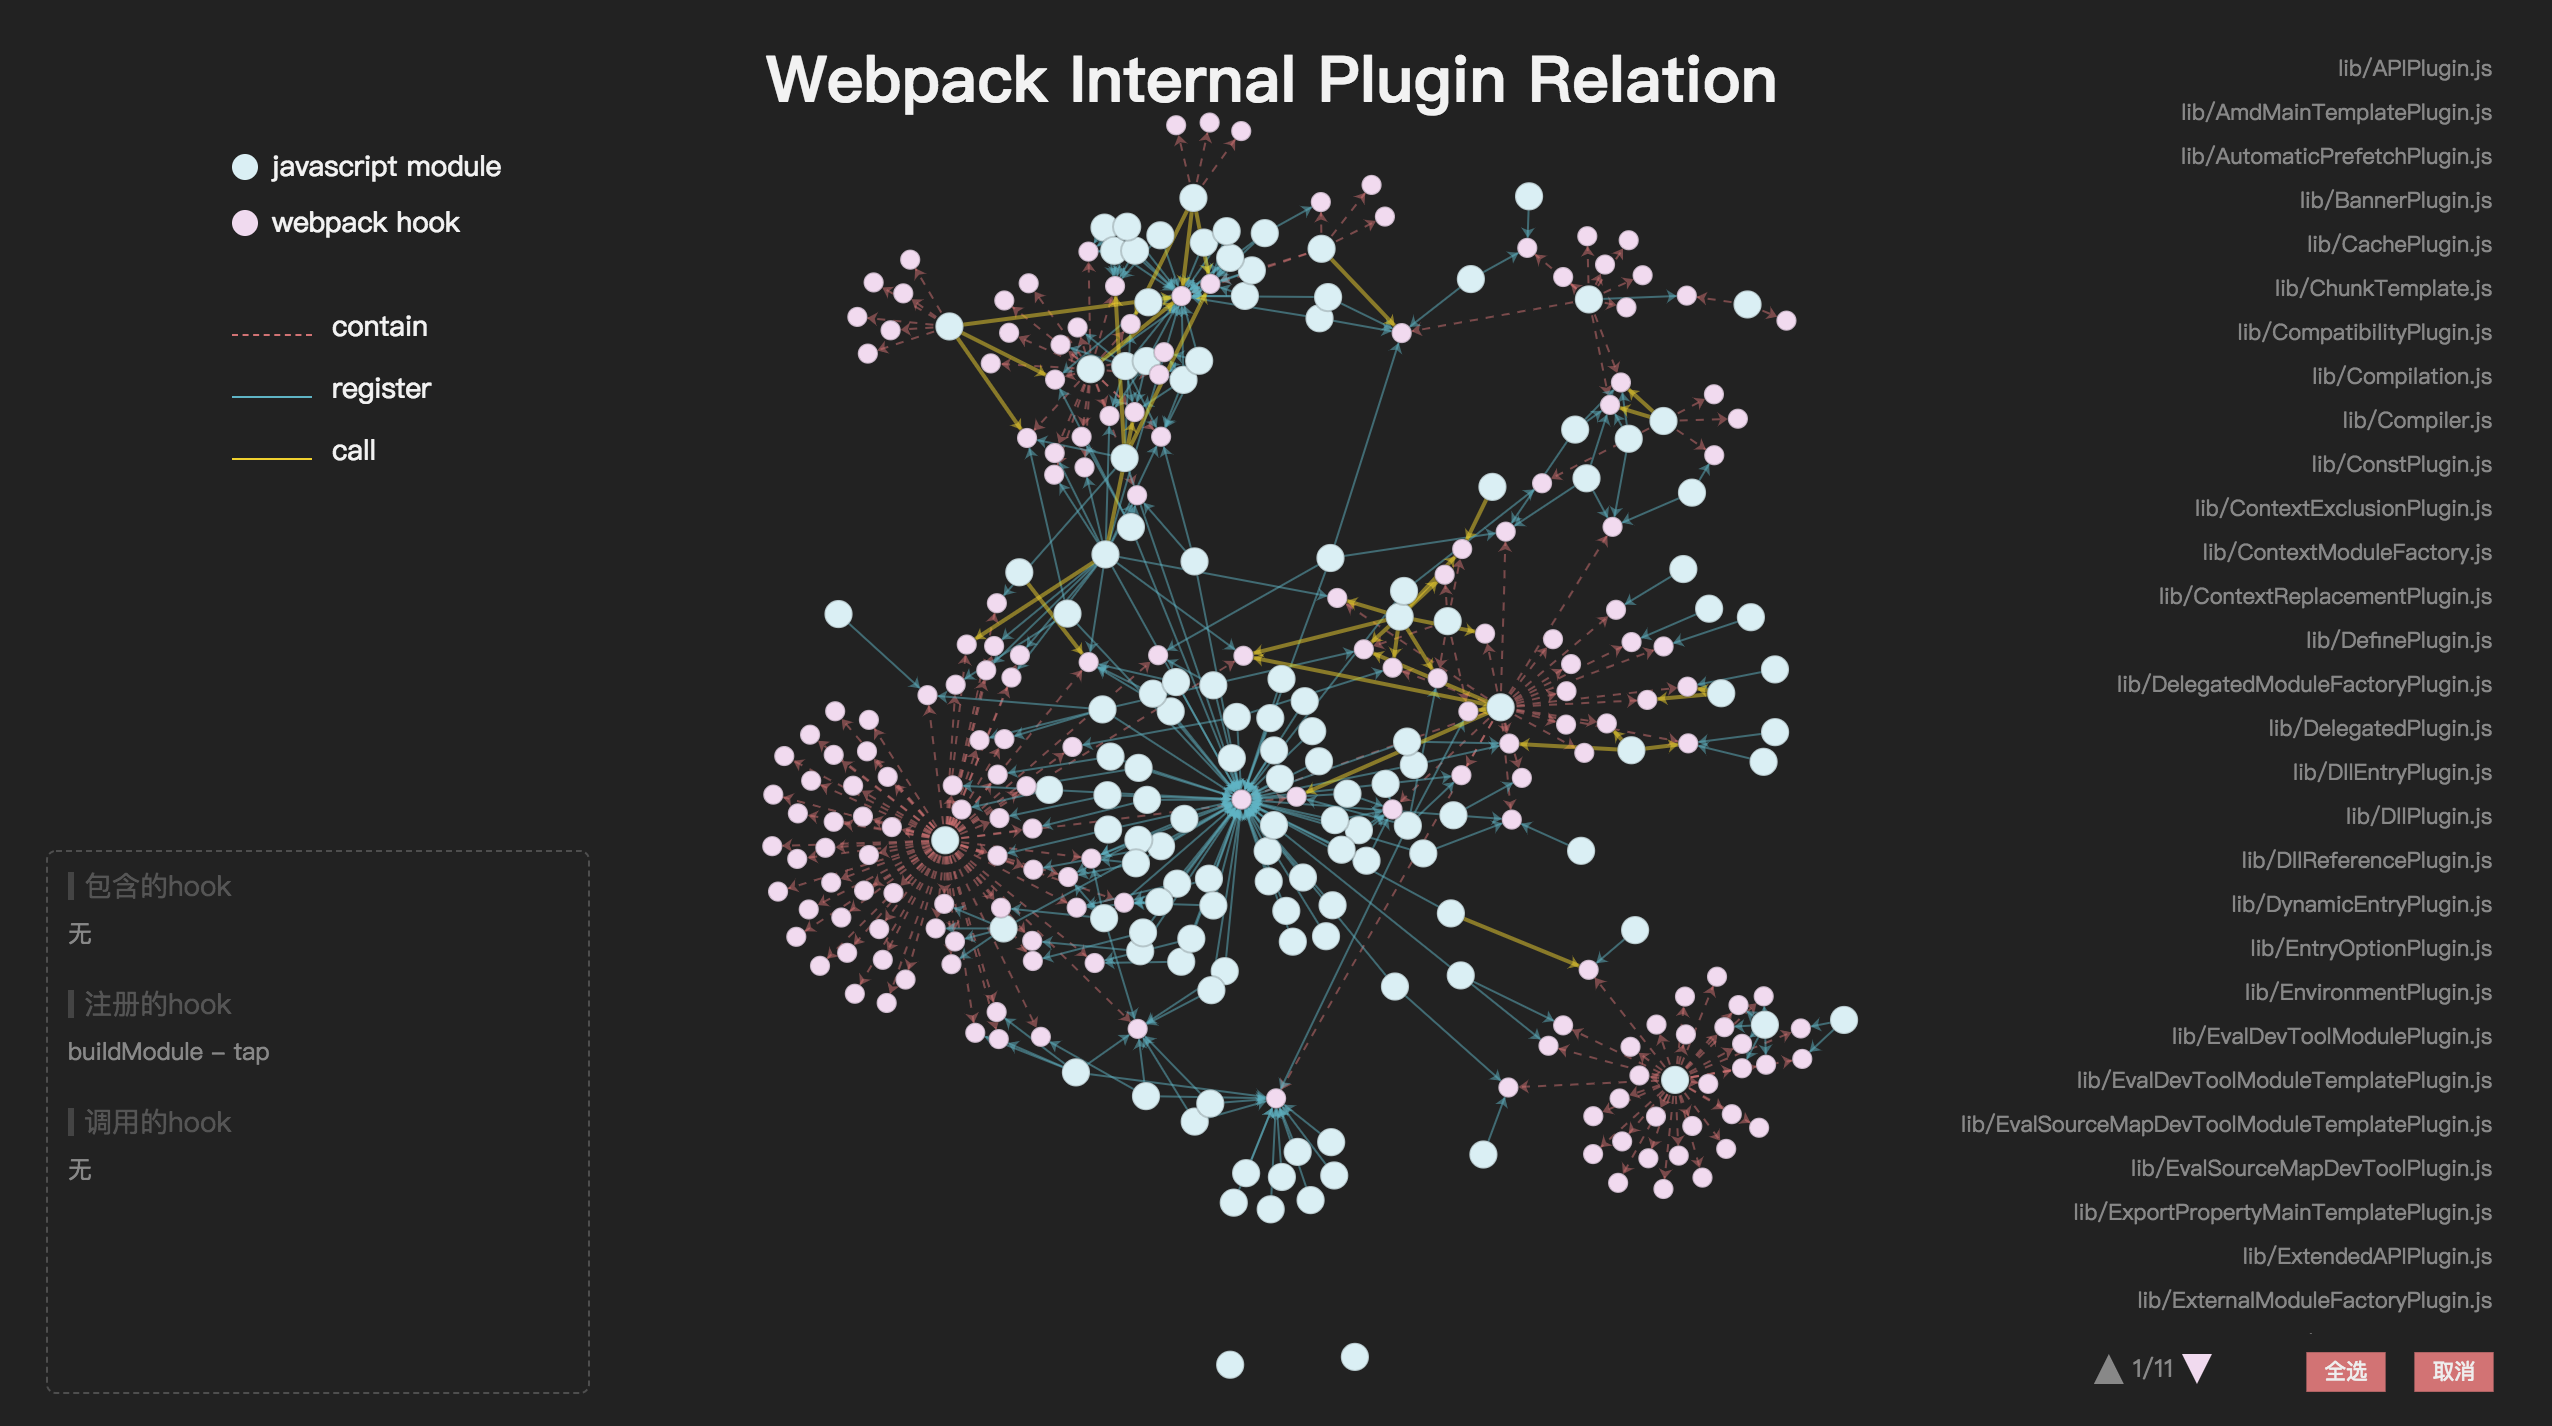 Webpack Internal Plugin Relation
javascript module
webpack hook
contain
register
call
包含的hook
无
注册的hook
buildModule – tap
调用的hook
无
lib/APIPlugin.js
lib/AmdMainTemplatePlugin.js
lib/AutomaticPrefetchPlugin.js
lib/BannerPlugin.js
lib/CachePlugin.js
lib/ChunkTemplate.js
lib/CompatibilityPlugin.js
lib/Compilation.js
lib/Compiler.js
lib/ConstPlugin.js
lib/ContextExclusionPlugin.js
lib/ContextModuleFactory.js
lib/ContextReplacementPlugin.js
lib/DefinePlugin.js
lib/DelegatedModuleFactoryPlugin.js
lib/DelegatedPlugin.js
lib/DllEntryPlugin.js
lib/DllPlugin.js
lib/DllReferencePlugin.js
lib/DynamicEntryPlugin.js
lib/EntryOptionPlugin.js
lib/EnvironmentPlugin.js
lib/EvalDevToolModulePlugin.js
lib/EvalDevToolModuleTemplatePlugin.js
lib/EvalSourceMapDevToolModuleTemplatePlugin.js
lib/EvalSourceMapDevToolPlugin.js
lib/ExportPropertyMainTemplatePlugin.js
lib/ExtendedAPIPlugin.js
lib/ExternalModuleFactoryPlugin.js
1/11
全选
取消